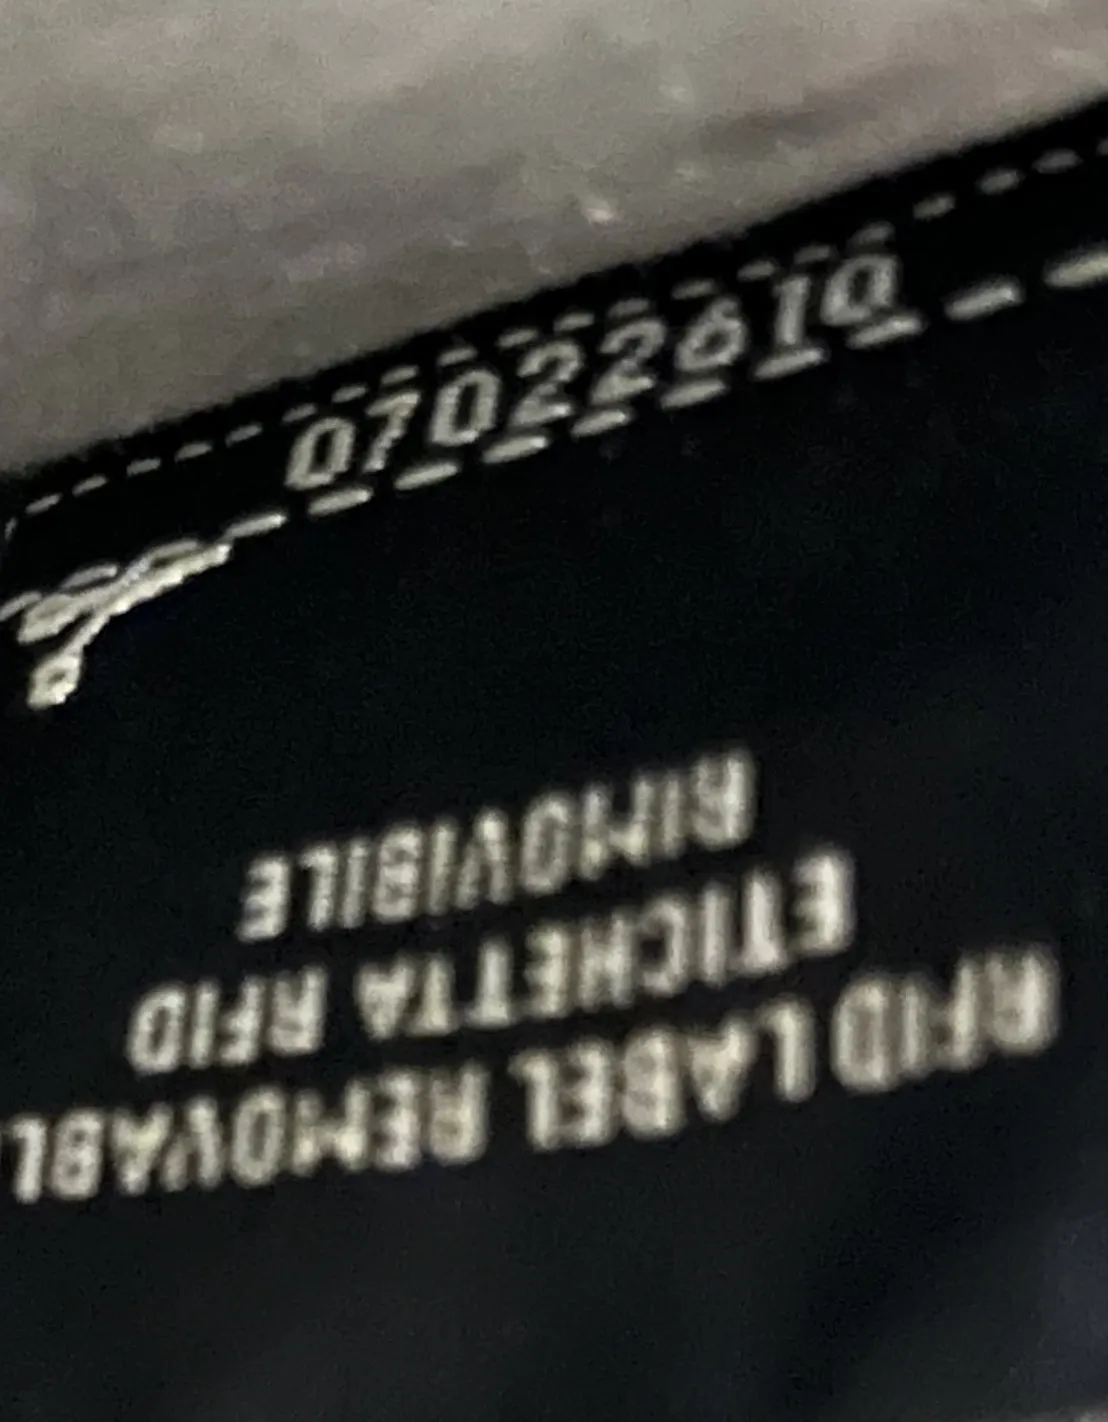 07022610
RFID LABEL REMOVABL
ETICHETTA RFID
RIMOVIBILE